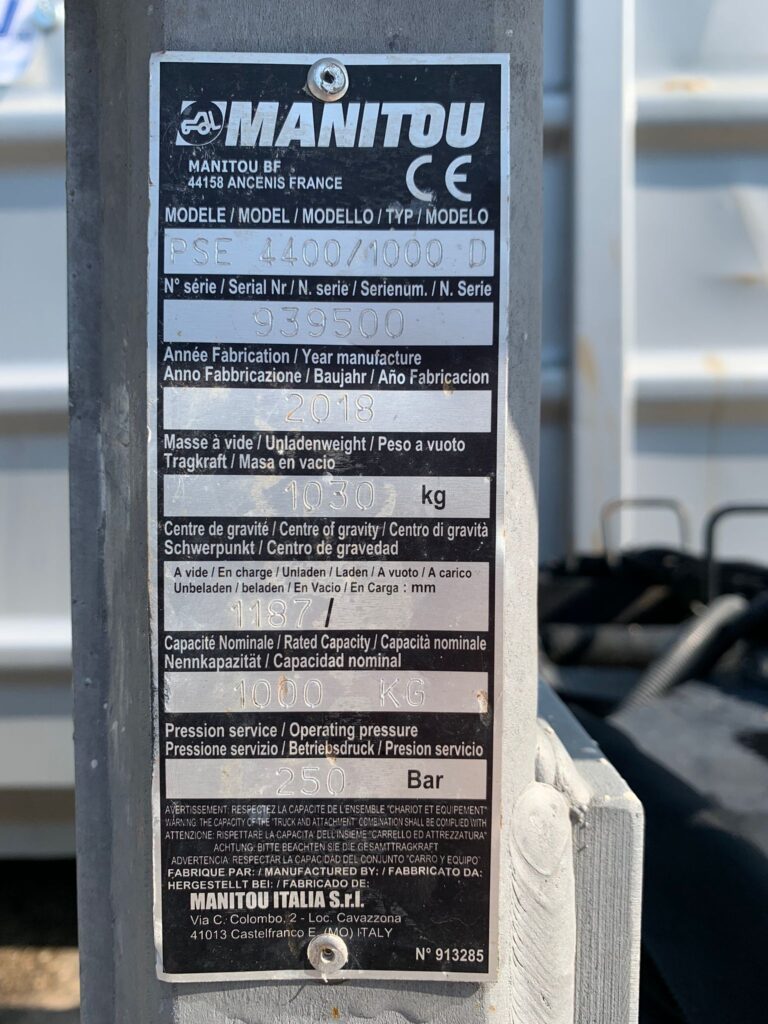 MANITOU
MANITOU BF
44158 ANCENIS FRANCE
CE
MODELE / MODEL / MODELLO / TYP / MODELO
PSE 4400/1000 D
N° série / Serial Nr / N. serie / Serienum. / N. Serie
939500
Année Fabrication / Year manufacture
Anno Fabbricazione / Baujahr / Año Fabricacion
2018
Masse à vide / Unladenweight / Peso a vuoto
Tragkraft / Masa en vacio
1030 kg
Centre de gravité / Centre of gravity / Centro di gravità
Schwerpunkt / Centro de gravedad
A vide / En charge / Unladen / Laden / A vuoto / A carico
Unbeladen / beladen / En Vacio / En Carga : mm
1187 /
Capacité Nominale / Rated Capacity / Capacità nominale
Nennkapazität / Capacidad nominal
1000 KG
Pression service / Operating pressure
Pressione servizio / Betriebsdruck / Presion servicio
250 Bar
AVERTISSEMENT: RESPECTEZ LA CAPACITE DE L'ENSEMBLE "CHARIOT ET EQUIPEMENT"
WARNING: THE CAPACITY OF THE "TRUCK AND ATTACHMENT" COMBINATION SHALL BE COMPLIED WITH
ATTENZIONE: RISPETTARE LA CAPACITA DELL'INSIEME "CARRELLO ED ATTREZZATURA"
ACHTUNG: BITTE BEACHTEN SIE DIE GESAMTTRAGKRAFT
ADVERTENCIA: RESPECTAR LA CAPACIDAD DEL CONJUNTO "CARRO Y EQUIPO"
FABRIQUE PAR: / MANUFACTURED BY: / FABBRICATO DA:
HERGESTELLT BEI: / FABRICADO DE:
MANITOU ITALIA S.r.l.
Via C. Colombo, 2 - Loc. Cavazzona
41013 Castelfranco E. (MO) ITALY
N° 913285